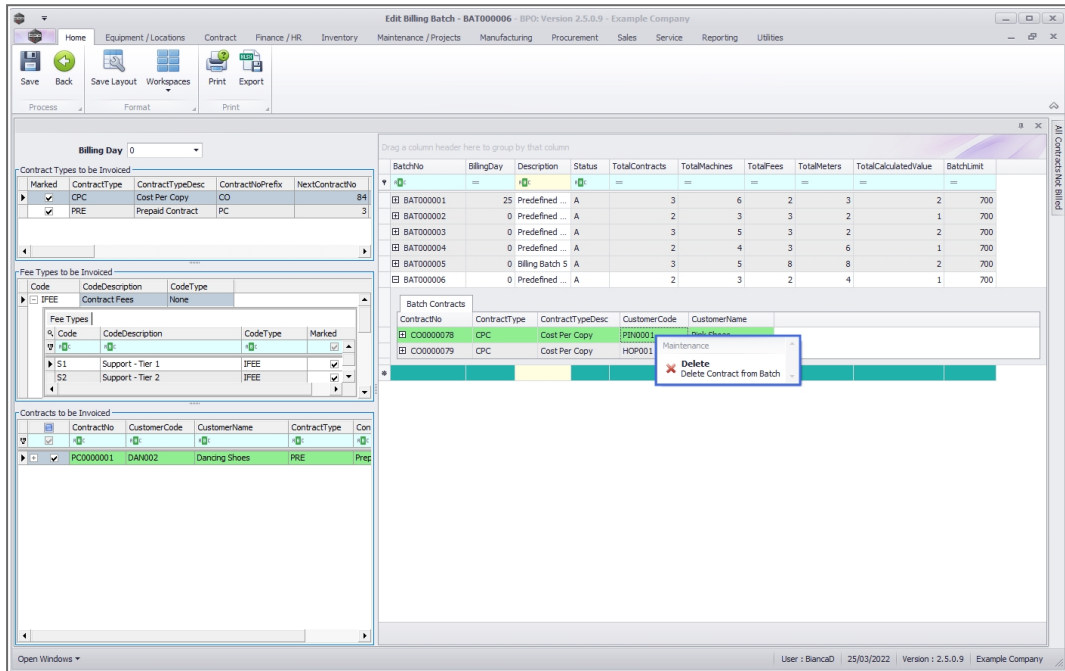 Edit Billing Batch - BAT000006 - BPO: Version 2.5.0.9 - Example Company
Home Equipment / Locations Contract Finance / HR Inventory Maintenance / Projects Manufacturing Procurement Sales Service Reporting Utilities
Save Back Save Layout Workspaces Print Export
Process Format Print
Billing Day 0
Contract Types to be Invoiced
Marked ContractType ContractTypeDesc ContractNoPrefix NextContractNo
CPC Cost Per Copy CO 84
PRE Prepaid Contract PC 3
Fee Types to be Invoiced
Code CodeDescription CodeType
IFEE Contract Fees None
Fee Types
Code CodeDescription CodeType Marked
S1 Support - Tier 1 IFEE
S2 Support - Tier 2 IFEE
Contracts to be Invoiced
ContractNo CustomerCode CustomerName ContractType Con
PC0000001 DAN002 Dancing Shoes PRE Prep
Drag a column header here to group by that column
BatchNo BillingDay Description Status TotalContracts TotalMachines TotalFees TotalMeters TotalCalculatedValue BatchLimit
= = = = = = =
BAT000001 25 Predefined ... A 3 6 2 3 2 700
BAT000002 0 Predefined ... A 2 3 3 2 1 700
BAT000003 0 Predefined ... A 3 5 3 2 2 700
BAT000004 0 Predefined ... A 2 4 3 6 1 700
BAT000005 0 Billing Batch 5 A 3 5 8 8 2 700
BAT000006 0 Predefined ... A 2 3 2 4 1 700
Batch Contracts
ContractNo ContractType ContractTypeDesc CustomerCode CustomerName
CO0000078 CPC Cost Per Copy PIN0001 Pink Shoes
CO0000079 CPC Cost Per Copy HOP001
Maintenance
Delete
Delete Contract from Batch
All Contracts Not Billed
Open Windows
User : BiancaD 25/03/2022 Version : 2.5.0.9 Example Company